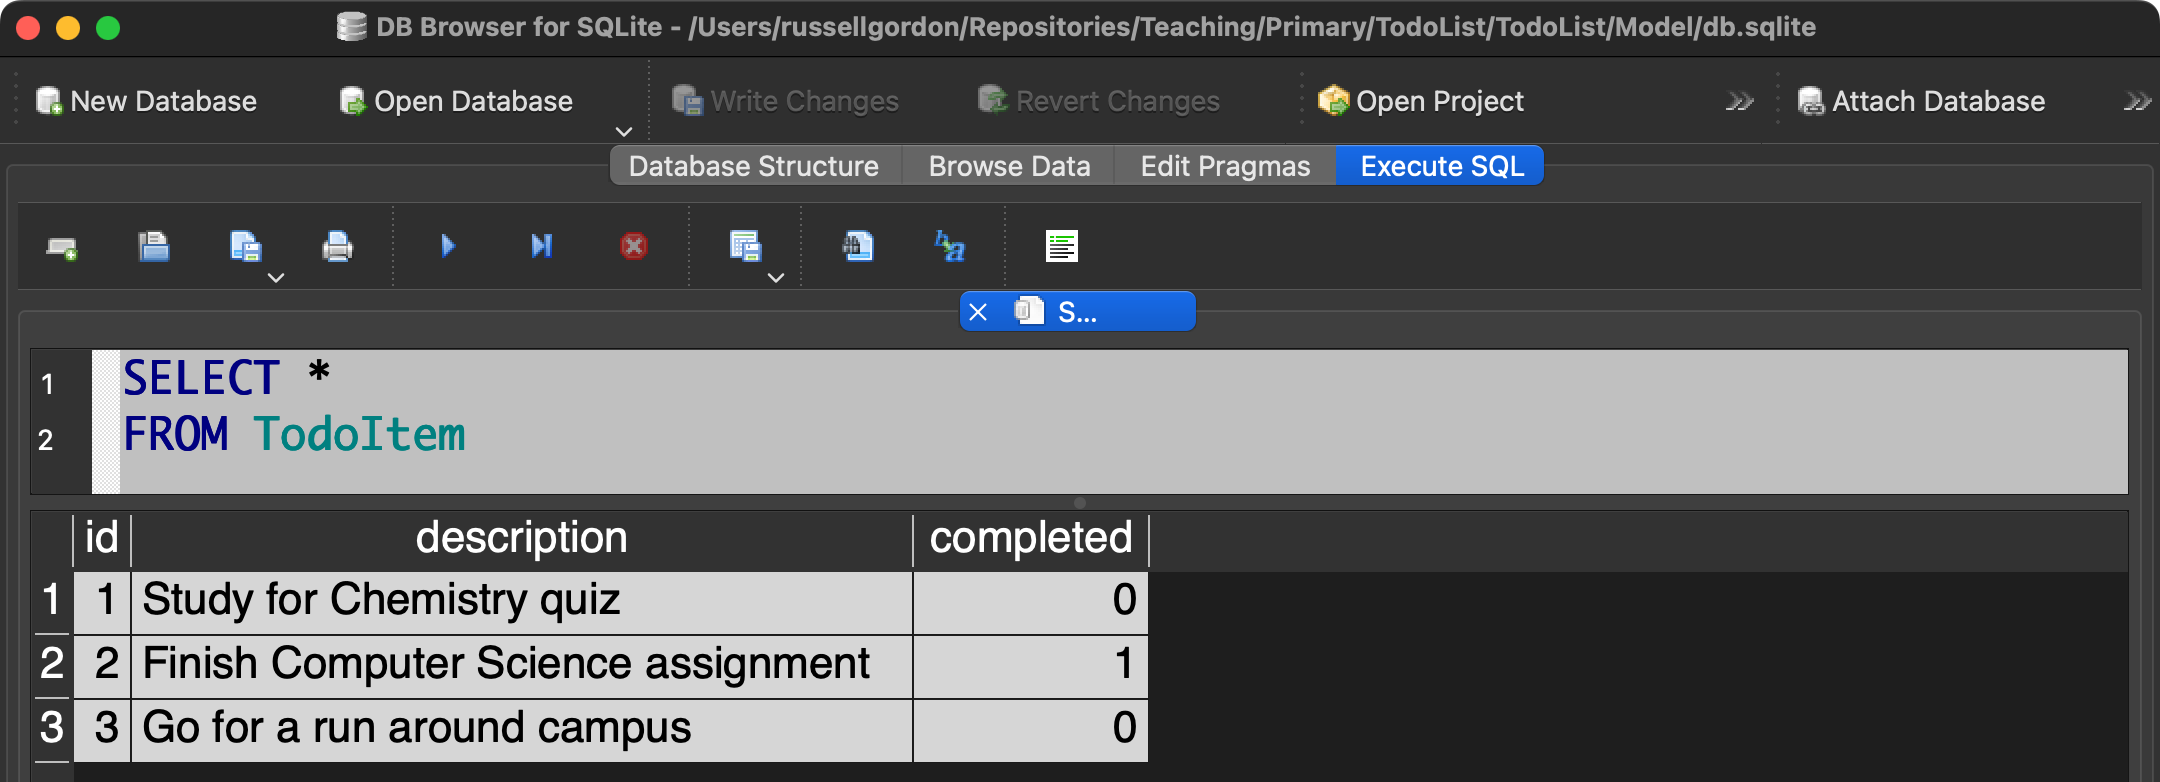 DB Browser for SQLite - /Users/russellgordon/Repositories/Teaching/Primary/TodoList/TodoList/Model/db.sqlite
New Database Open Database Write Changes Revert Changes Open Project Attach Database
Database Structure Browse Data Edit Pragmas Execute SQL
S...
1 SELECT *
2 FROM TodoItem
id description completed
1 1 Study for Chemistry quiz 0
2 2 Finish Computer Science assignment 1
3 3 Go for a run around campus 0